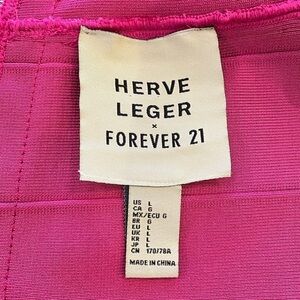 HERVE
LEGER
×
FOREVER 21
US L
CA G
MX/ECU G
BR G
EU L
UK L
KR L
JP L
CN 170/78A
MADE IN CHINA